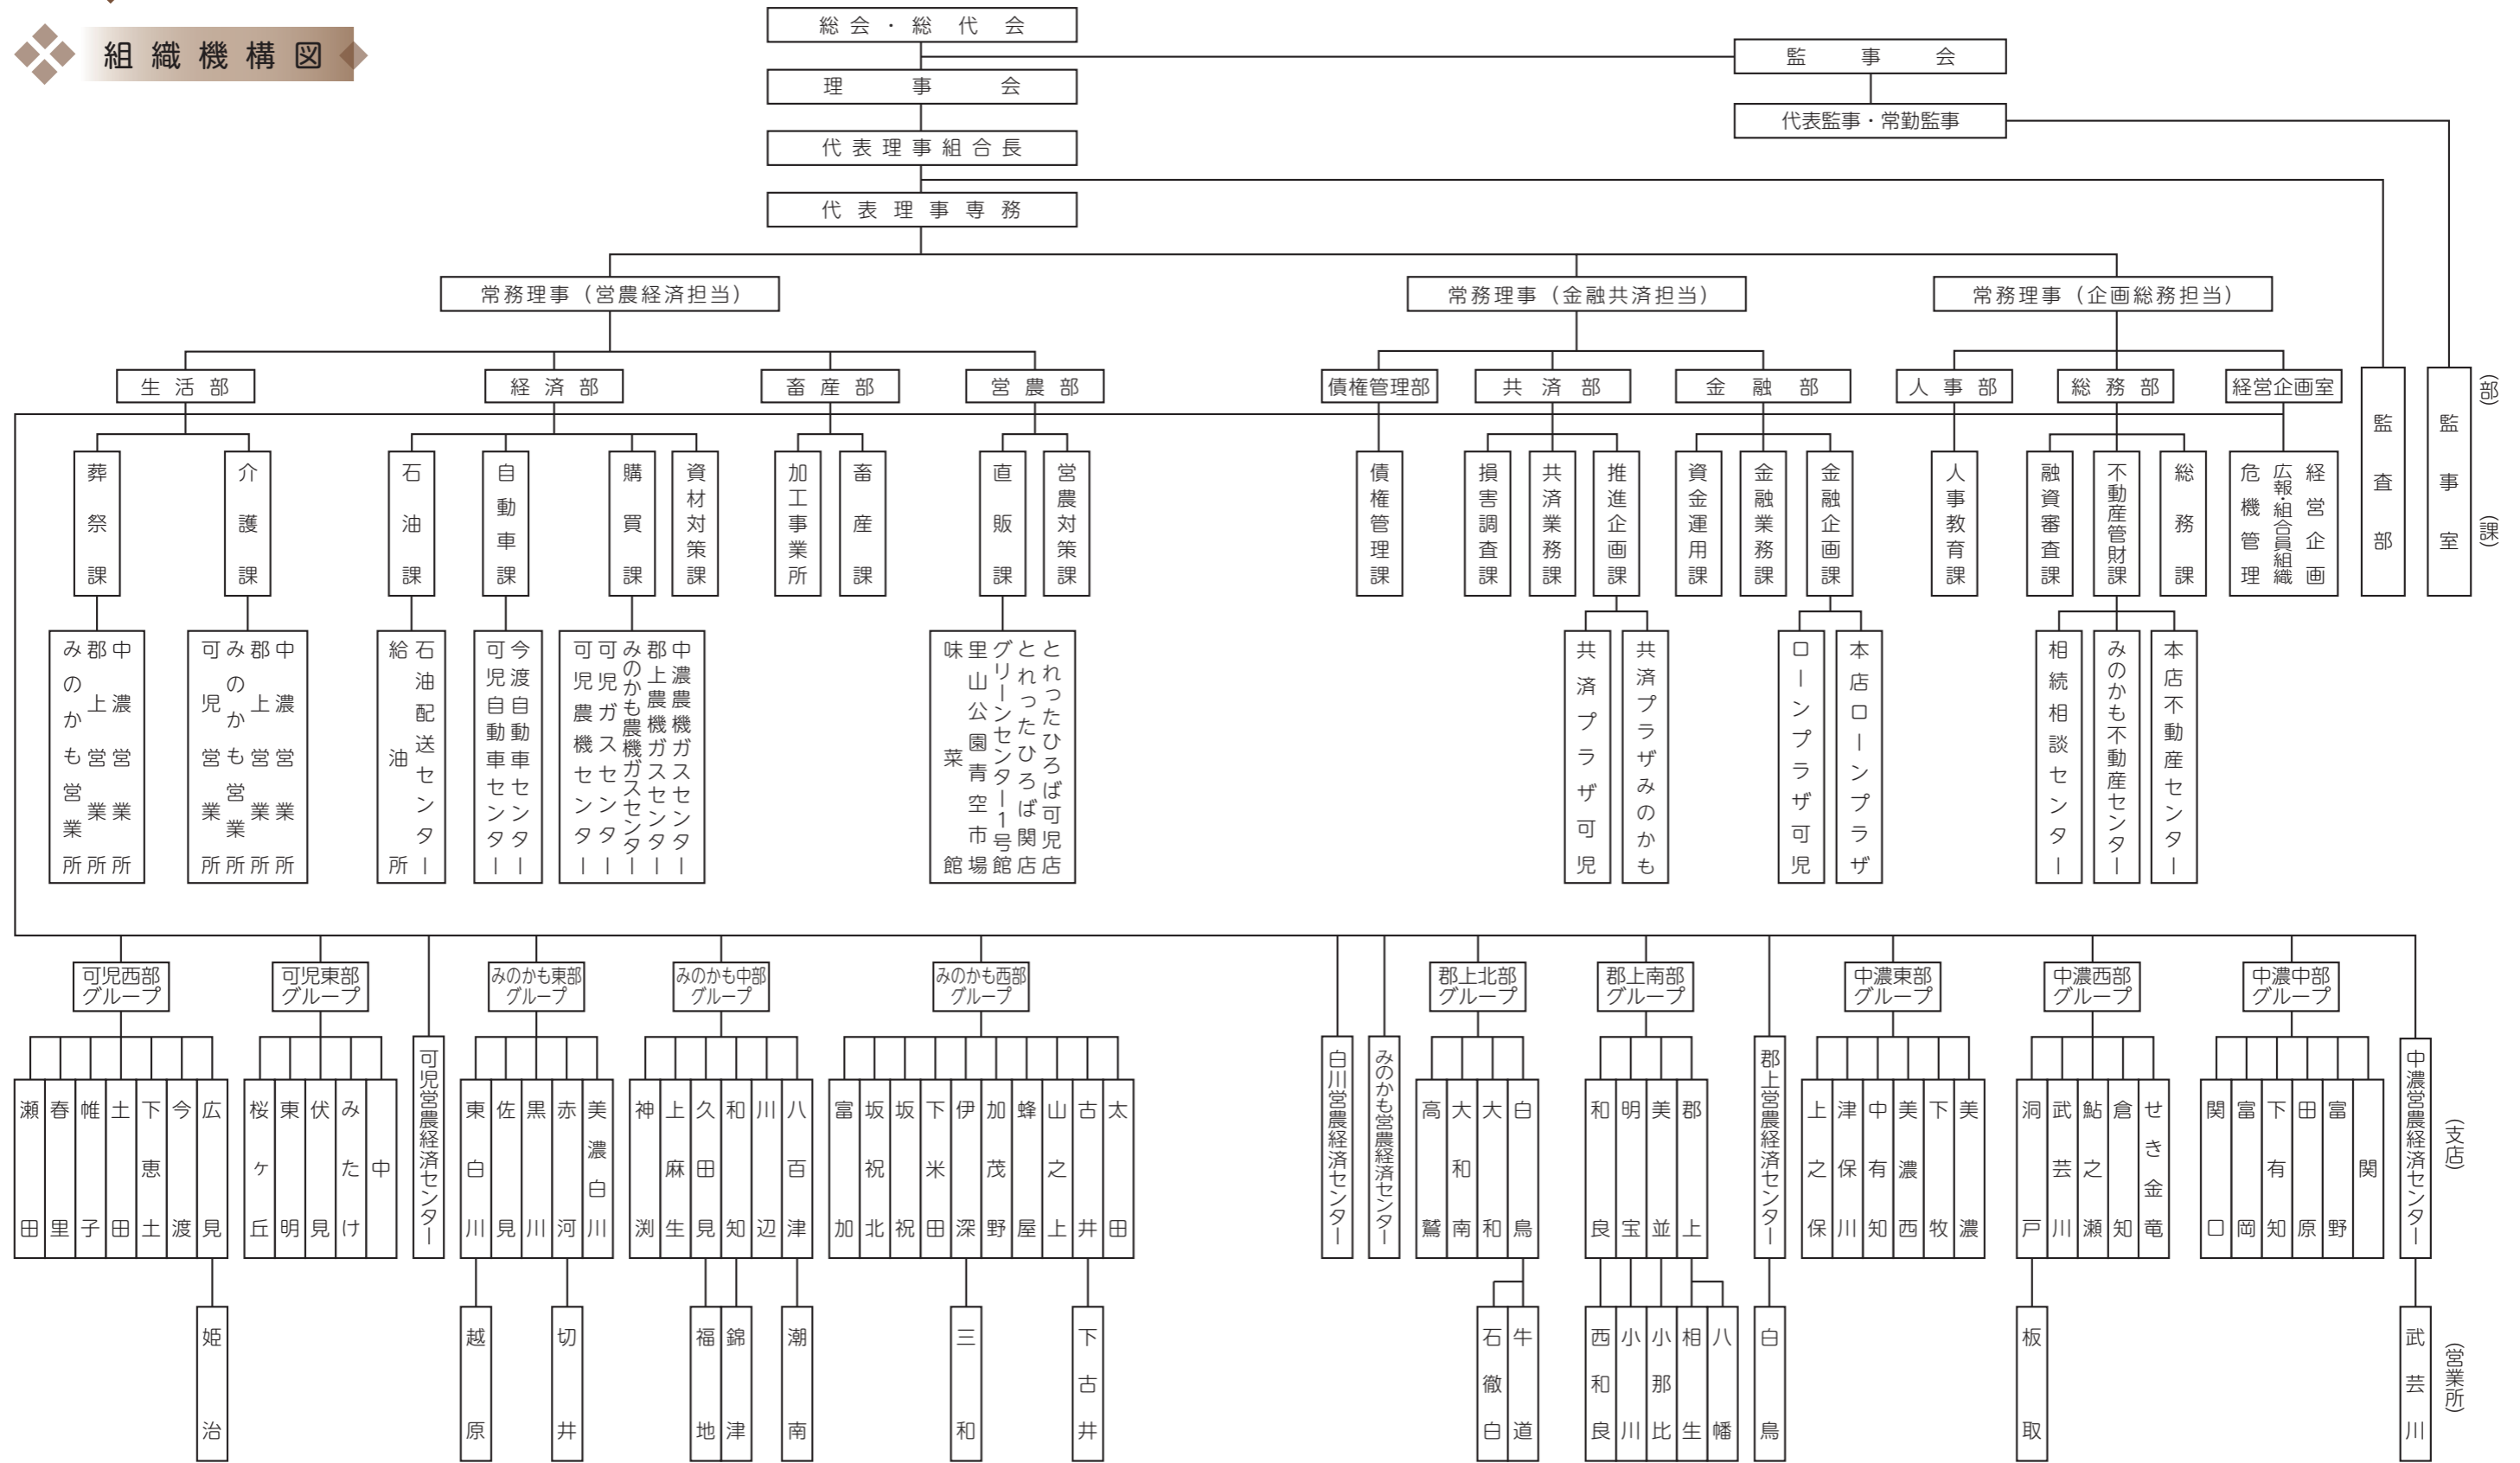 組織機構図
総会・総代会
監事会
理事会
代表監事・常勤監事
代表理事組合長
代表理事専務
常務理事（営農経済担当）
常務理事（金融共済担当）
常務理事（企画総務担当）
生活部
経済部
畜産部
営農部
債権管理部
共済部
金融部
人事部
総務部
経営企画室
監査部
監事室
（部）
（課）
葬祭課
介護課
石油課
自動車課
購買課
資材対策課
加工事業所
畜産課
直販課
営農対策課
債権管理課
損害調査課
共済業務課
推進企画課
資金運用課
金融業務課
金融企画課
人事教育課
融資審査課
不動産管財課
総務課
経営企画
広報・組合員組織
危機管理
中濃営業所
郡上営業所
みのかも営業所
中濃営業所
郡上営業所
みのかも営業所
可児営業所
石油配送センター
給油所
今渡自動車センター
可児自動車センター
中濃農機ガスセンター
郡上農機ガスセンター
みのかも農機ガスセンター
可児ガスセンター
可児農機センター
とれったひろば可児店
とれったひろば関店
グリーンセンター1号館
里山公園青空市場
味菜館
共済プラザ可児
共済プラザみのかも
ローンプラザ可児
本店ローンプラザ
相続相談センター
みのかも不動産センター
本店不動産センター
可児西部
グループ
可児東部
グループ
みのかも東部
グループ
みのかも中部
グループ
みのかも西部
グループ
郡上北部
グループ
郡上南部
グループ
中濃東部
グループ
中濃西部
グループ
中濃中部
グループ
瀬田
春里
帷子
土田
下恵土
今渡
広見
桜ヶ丘
東明
伏見
みたけ
中
可児営農経済センター
東白川
佐見
黒川
赤河
美濃白川
神渕
上麻生
久田見
和知
川辺
八百津
富加
坂祝北
坂祝
下米田
伊深
加茂野
蜂屋
山之上
古井
太田
白川営農経済センター
みのかも営農経済センター
高鷲
大和南
大和
白鳥
和良
明宝
美並
郡上
郡上営農経済センター
上之保
津保川
中有知
美濃西
下牧
美濃
洞戸
武芸川
鮎之瀬
倉知
せき金竜
関口
富岡
下有知
田原
富野
関
中濃営農経済センター
（支店）
姫治
越原
切井
福地
錦津
潮南
三和
下古井
石徹白
牛道
西和良
小川
小那比
相生
八幡
白鳥
板取
武芸川
（営業所）